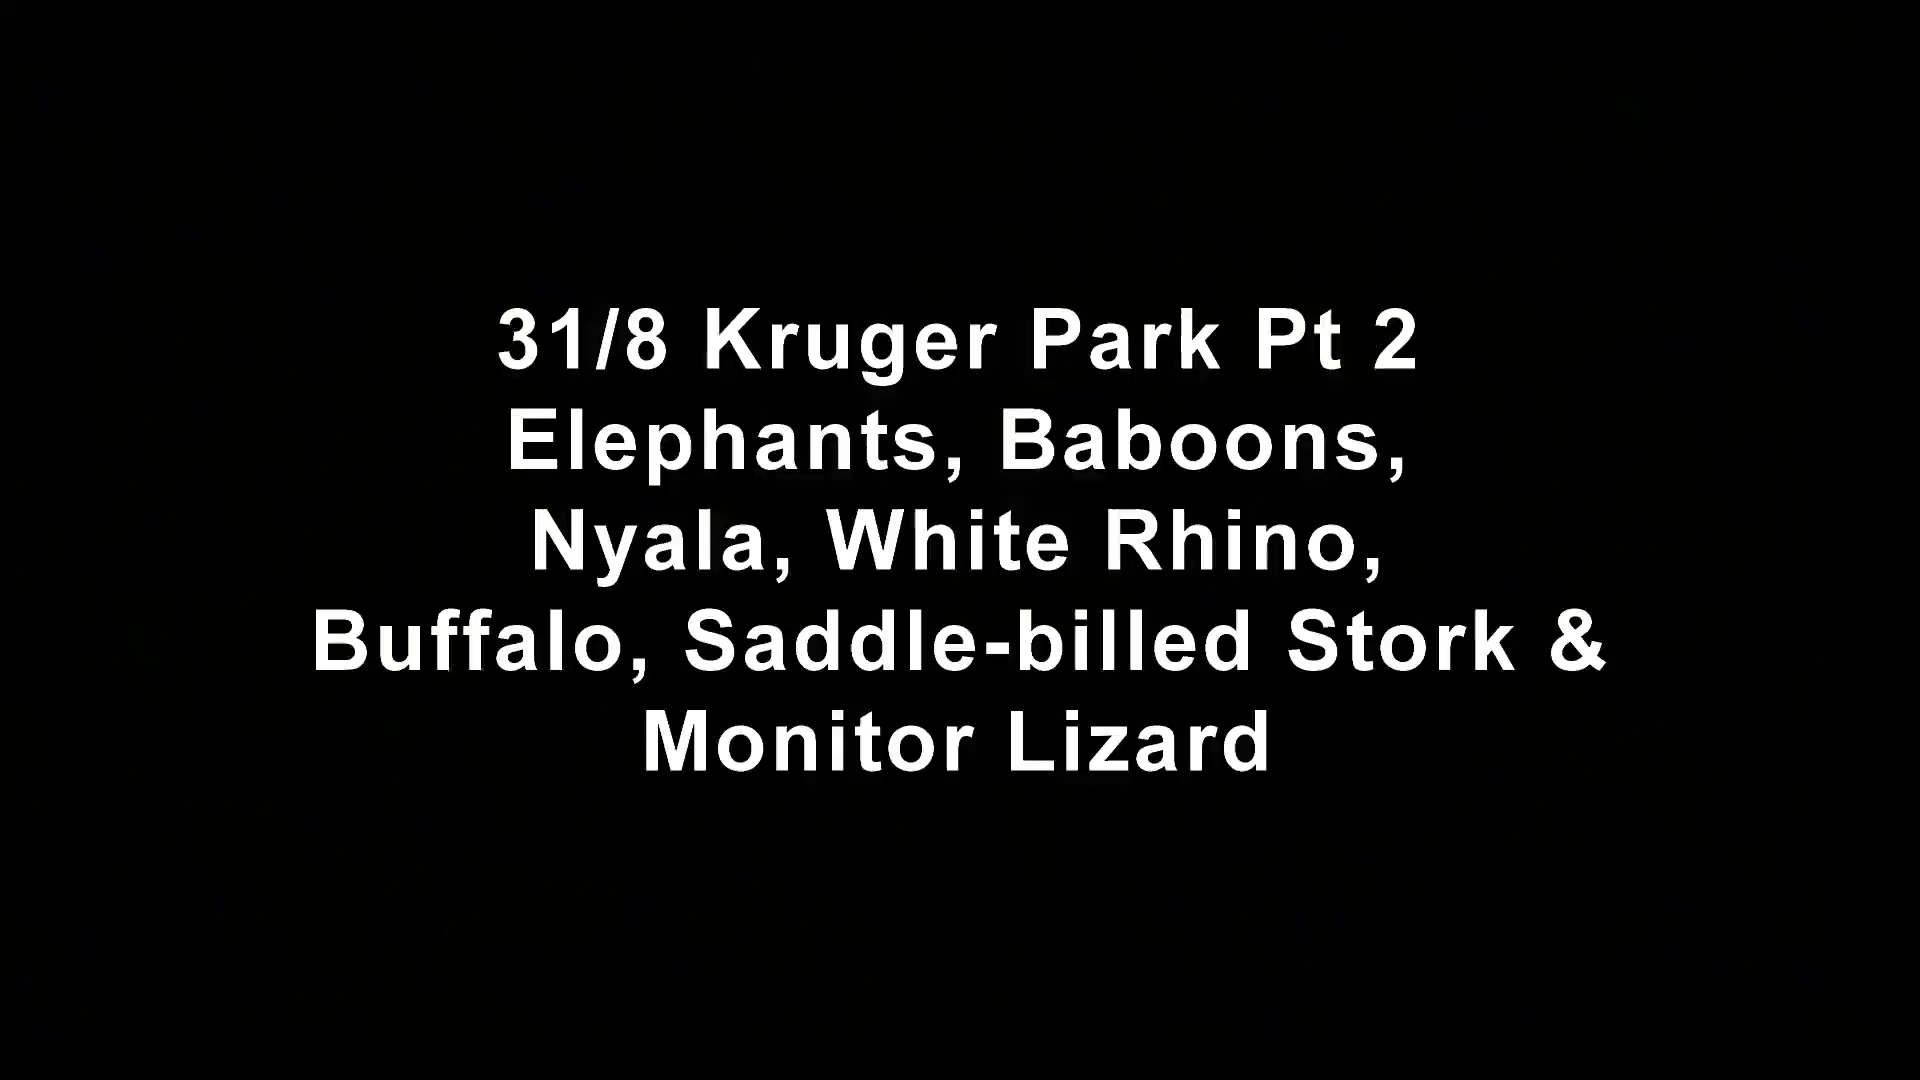 31/8 Kruger Park Pt 2
Elephants, Baboons,
Nyala, White Rhino,
Buffalo, Saddle-billed Stork &
Monitor Lizard